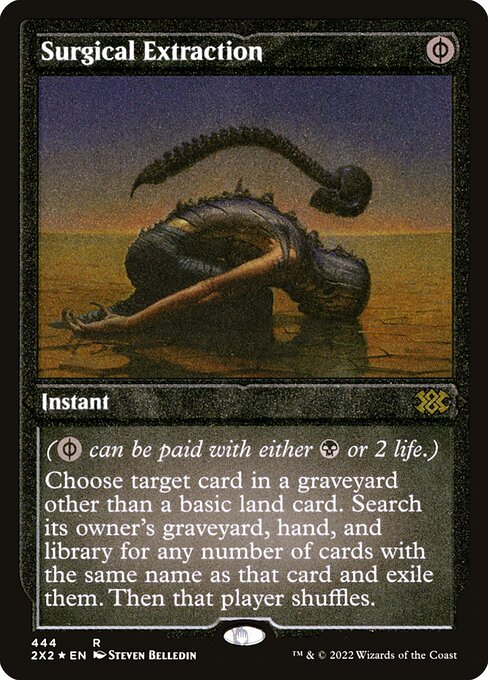 Surgical Extraction
Instant
( can be paid with either or 2 life.)
Choose target card in a graveyard
other than a basic land card. Search
its owner's graveyard, hand, and
library for any number of cards with
the same name as that card and exile
them. Then that player shuffles.
444 R
2X2 ★ EN Steven Belledin
™ & © 2022 Wizards of the Coast